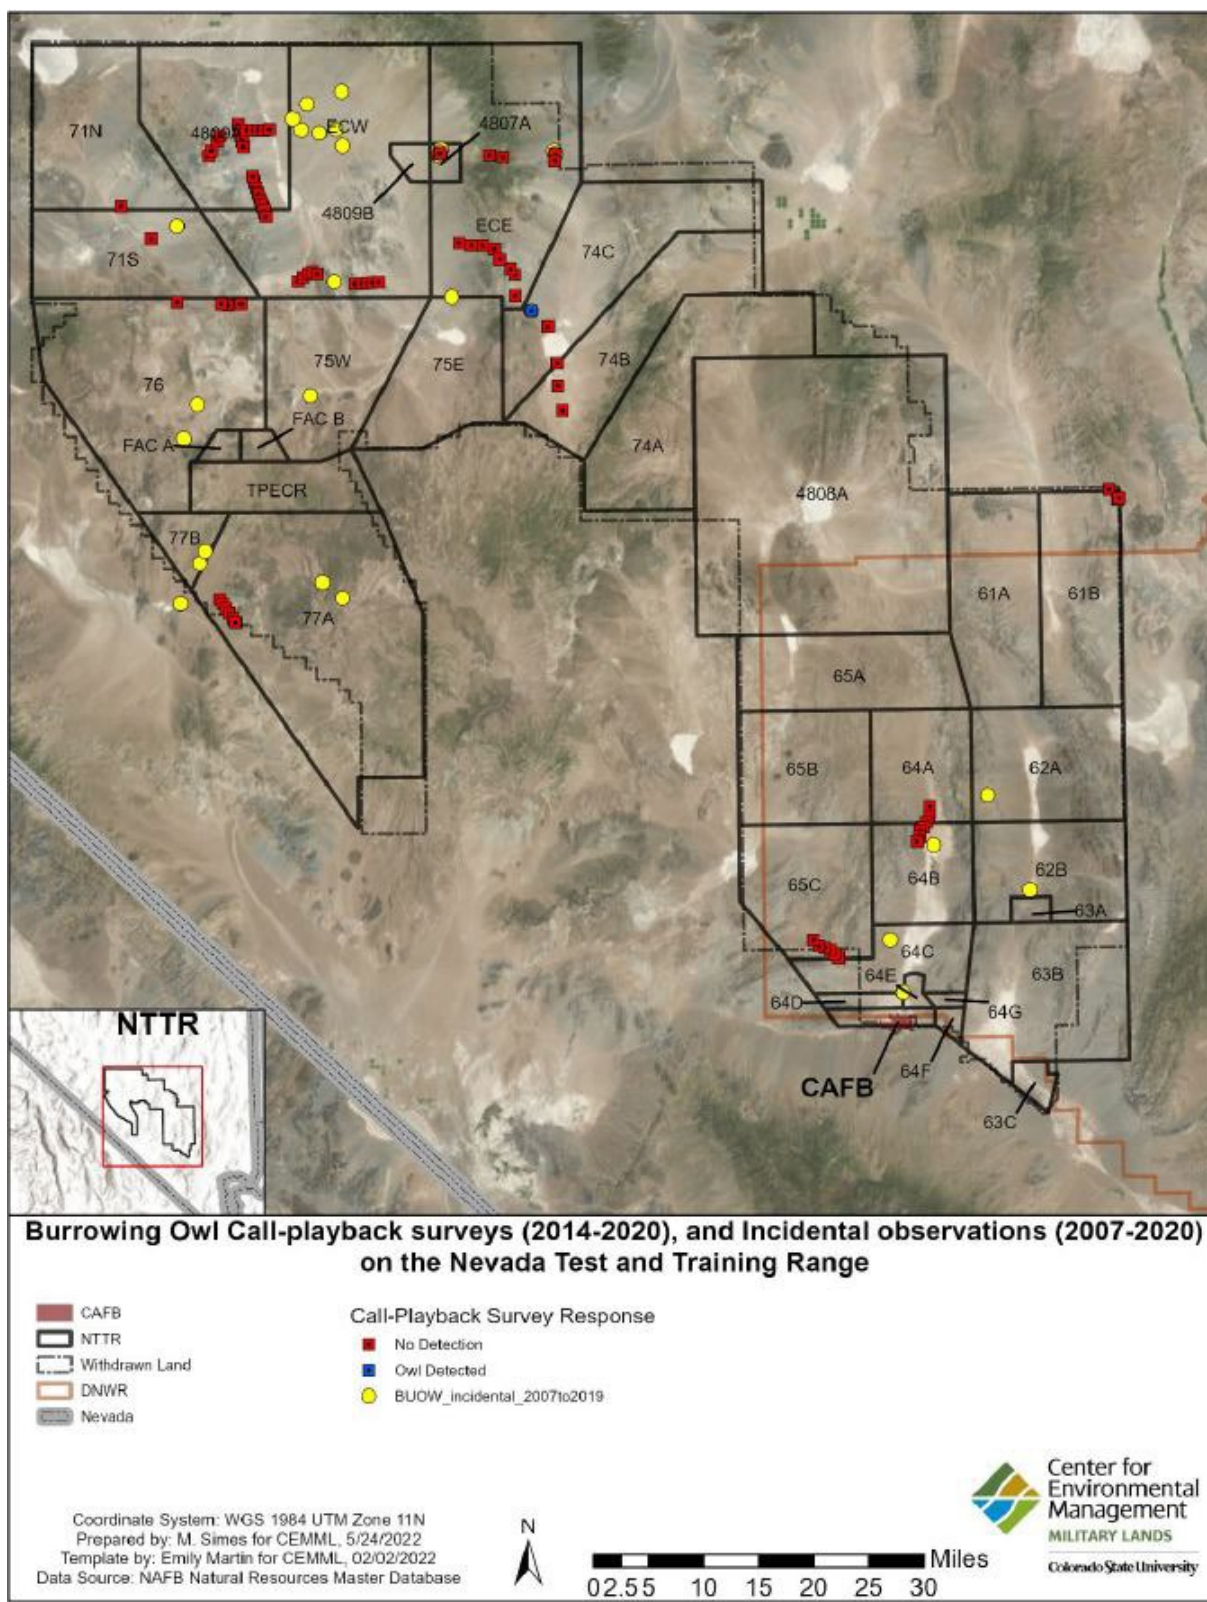 71N
4809A
ECW
4807A
4809B
ECE
71S
74C
75W
75E
74B
76
FAC B
FAC A
74A
TPECR
4808A
77B
77A
61A
61B
65A
65B
64A
62A
65C
64B
62B
63A
64C
64E
63B
64D
64G
NTTR
64F
CAFB
63C
Burrowing Owl Call-playback surveys (2014-2020), and Incidental observations (2007-2020)
on the Nevada Test and Training Range
CAFB
NTTR
Withdrawn Land
DNWR
Nevada
Call-Playback Survey Response
No Detection
Owl Detected
BUOW_incidental_2007to2019
Coordinate System: WGS 1984 UTM Zone 11N
Prepared by: M. Simes for CEMML, 5/24/2022
Template by: Emily Martin for CEMML, 02/02/2022
Data Source: NAFB Natural Resources Master Database
N
Miles
0 2.5 5 10 15 20 25 30
Center for
Environmental
Management
MILITARY LANDS
Colorado State University